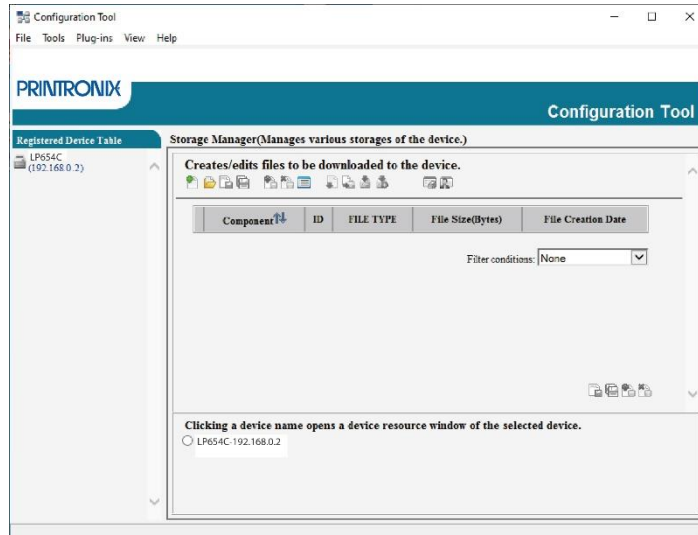 Configuration Tool
File Tools Plug-ins View Help
PRINTRONIX
Configuration Tool
Registered Device Table
LP654C
(192.168.0.2)
Storage Manager(Manages various storages of the device.)
Creates/edits files to be downloaded to the device.
Component ID FILE TYPE File Size(Bytes) File Creation Date
Filter conditions: None
Clicking a device name opens a device resource window of the selected device.
LP654C-192.168.0.2